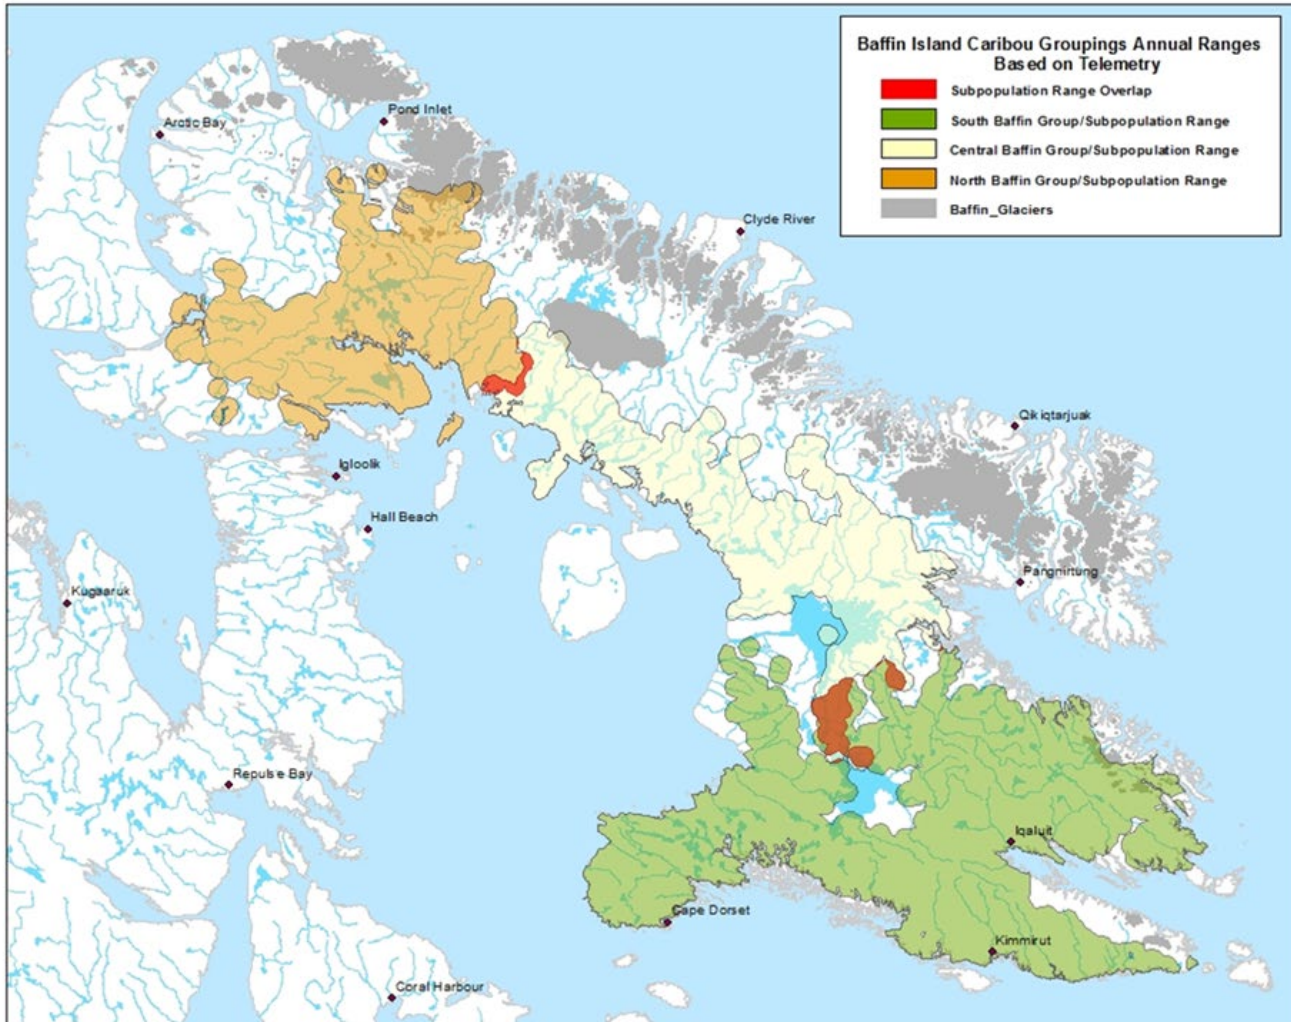 Baffin Island Caribou Groupings Annual Ranges
Based on Telemetry
Subpopulation Range Overlap
South Baffin Group/Subpopulation Range
Central Baffin Group/Subpopulation Range
North Baffin Group/Subpopulation Range
Baffin_Glaciers
Pond Inlet
Arctic Bay
Clyde River
Qikiqtarjuak
Igloolik
Hall Beach
Pangnirtung
Kugaaruk
Repulse Bay
Iqaluit
Cape Dorset
Kimmirut
Coral Harbour